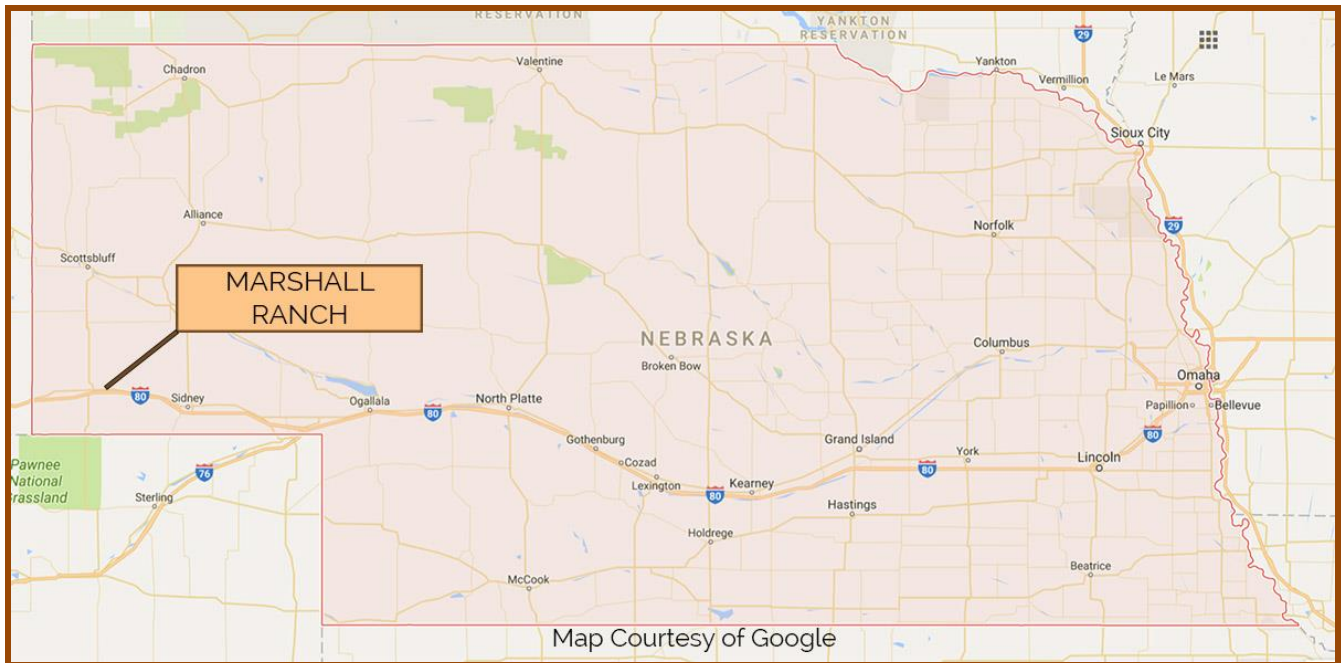 RESERVATION
YANKTON
RESERVATION
29
Chadron
Valentine
Yankton
Vermillion
Le Mars
Sioux City
Alliance
Norfolk
29
Scottsbluff
MARSHALL
RANCH
NEBRASKA
Columbus
Broken Bow
Omaha
80
Sidney
Ogallala
North Platte
80
Papillion
Bellevue
Gothenburg
Grand Island
York
80
Lincoln
Pawnee
National
Grassland
76
Cozad
Lexington
80
Kearney
80
Sterling
Hastings
Holdrege
McCook
Beatrice
Map Courtesy of Google